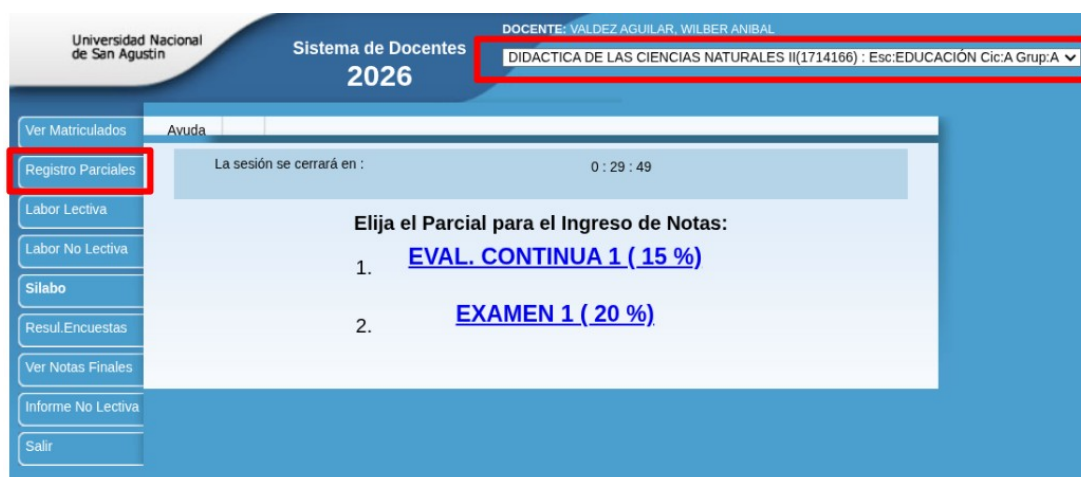 Universidad Nacional
de San Agustin
Sistema de Docentes
2026
DOCENTE: VALDEZ AGUILAR, WILBER ANIBAL
DIDACTICA DE LAS CIENCIAS NATURALES II(1714166) : Esc:EDUCACIÓN Cic:A Grup:A
Ver Matriculados
Registro Parciales
Labor Lectiva
Labor No Lectiva
Silabo
Resul.Encuestas
Ver Notas Finales
Informe No Lectiva
Salir
Ayuda
La sesión se cerrará en : 0 : 29 : 49
Elija el Parcial para el Ingreso de Notas:
1. EVAL. CONTINUA 1 ( 15 %)
2. EXAMEN 1 ( 20 %)